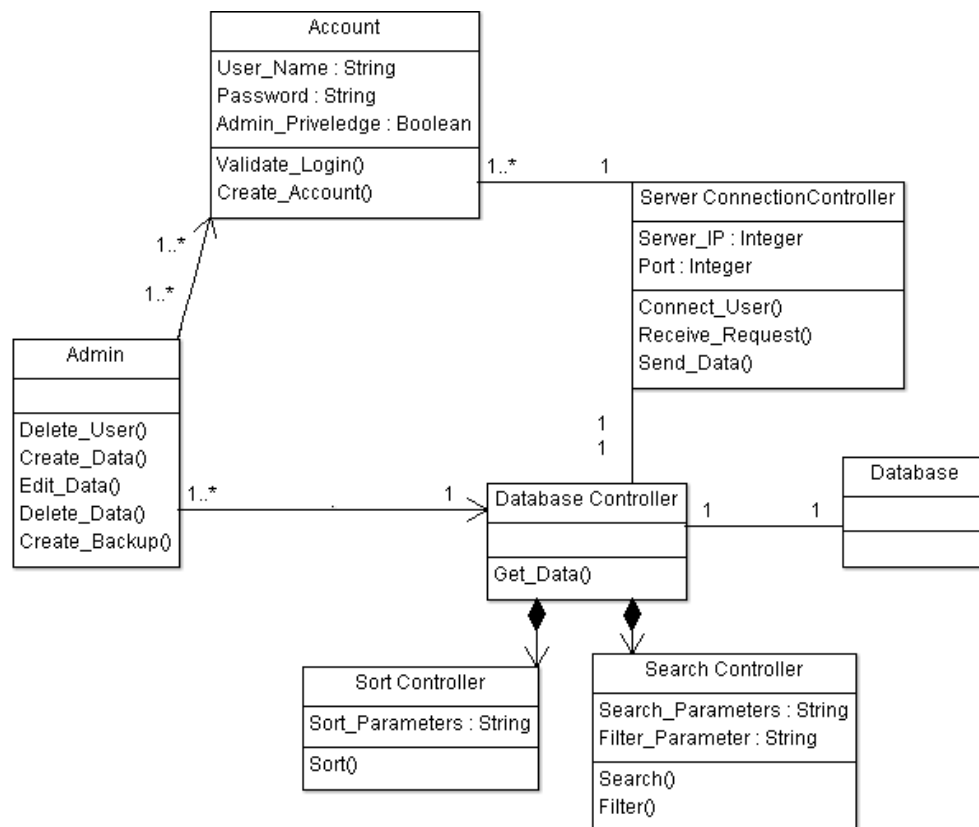 Account
User_Name : String
Password : String
Admin_Priveledge : Boolean
Validate_Login()
Create_Account()
1..*
1
Server ConnectionController
Server_IP : Integer
Port : Integer
Connect_User()
Receive_Request()
Send_Data()
1..*
1..*
Admin
Delete_User()
Create_Data()
Edit_Data()
Delete_Data()
Create_Backup()
1..*
1
1
1
Database Controller
Get_Data()
1
1
Database
Sort Controller
Sort_Parameters : String
Sort()
Search Controller
Search_Parameters : String
Filter_Parameter : String
Search()
Filter()